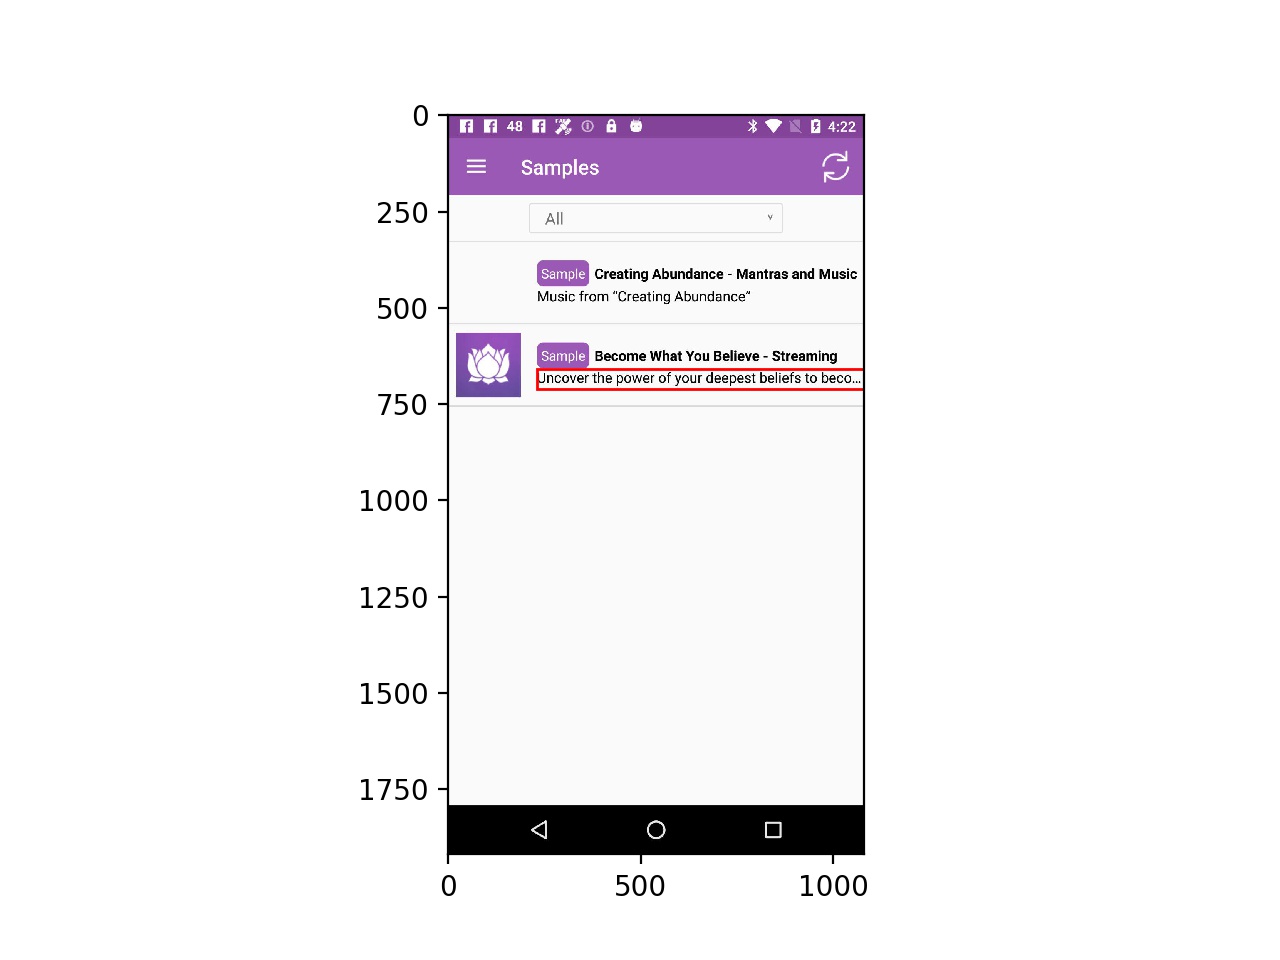 0
48
4:22
Samples
250
All
Sample Creating Abundance - Mantras and Music
Music from "Creating Abundance"
500
Sample Become What You Believe - Streaming
Uncover the power of your deepest beliefs to beco...
750
1000
1250
1500
1750
0 500 1000